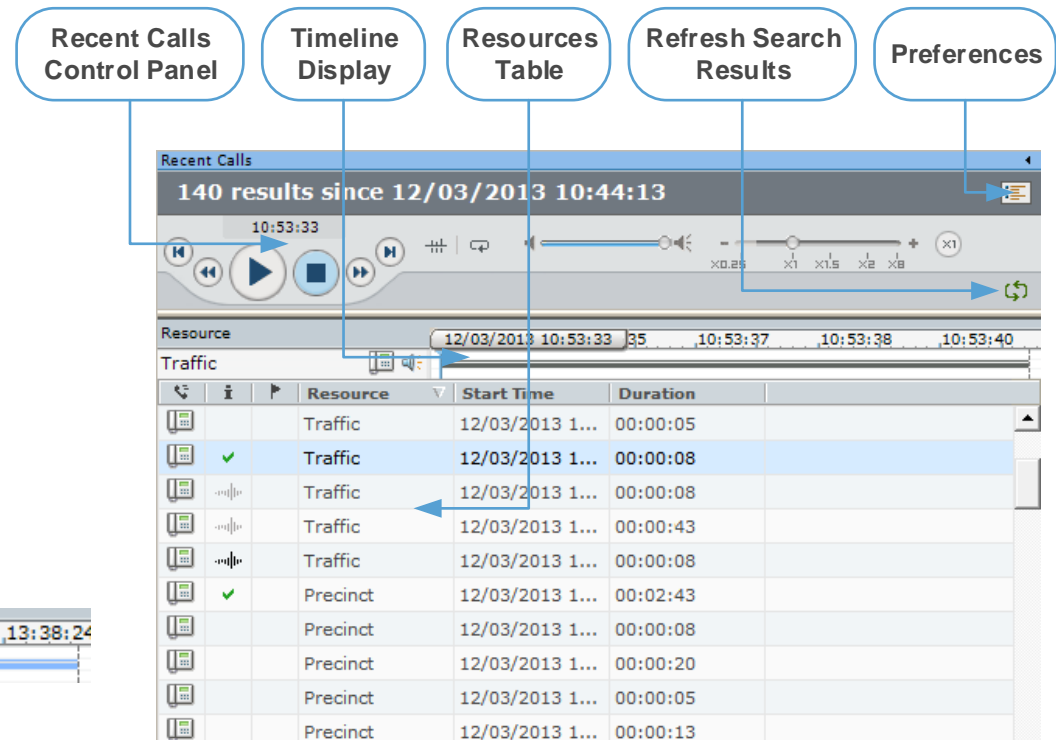 Recent Calls
Control Panel
Timeline
Display
Resources
Table
Refresh Search
Results
Preferences
Recent Calls
140 results since 12/03/2013 10:44:13
10:53:33
X0.25 X1 X1.5 X2 X8
X1
Resource
12/03/2013 10:53:33 35 10:53:37 10:53:38 10:53:40
Traffic
Resource Start Time Duration
Traffic 12/03/2013 1... 00:00:05
Traffic 12/03/2013 1... 00:00:08
Traffic 12/03/2013 1... 00:00:08
Traffic 12/03/2013 1... 00:00:43
Traffic 12/03/2013 1... 00:00:08
Precinct 12/03/2013 1... 00:02:43
Precinct 12/03/2013 1... 00:00:08
Precinct 12/03/2013 1... 00:00:20
Precinct 12/03/2013 1... 00:00:05
Precinct 12/03/2013 1... 00:00:13
13:38:24